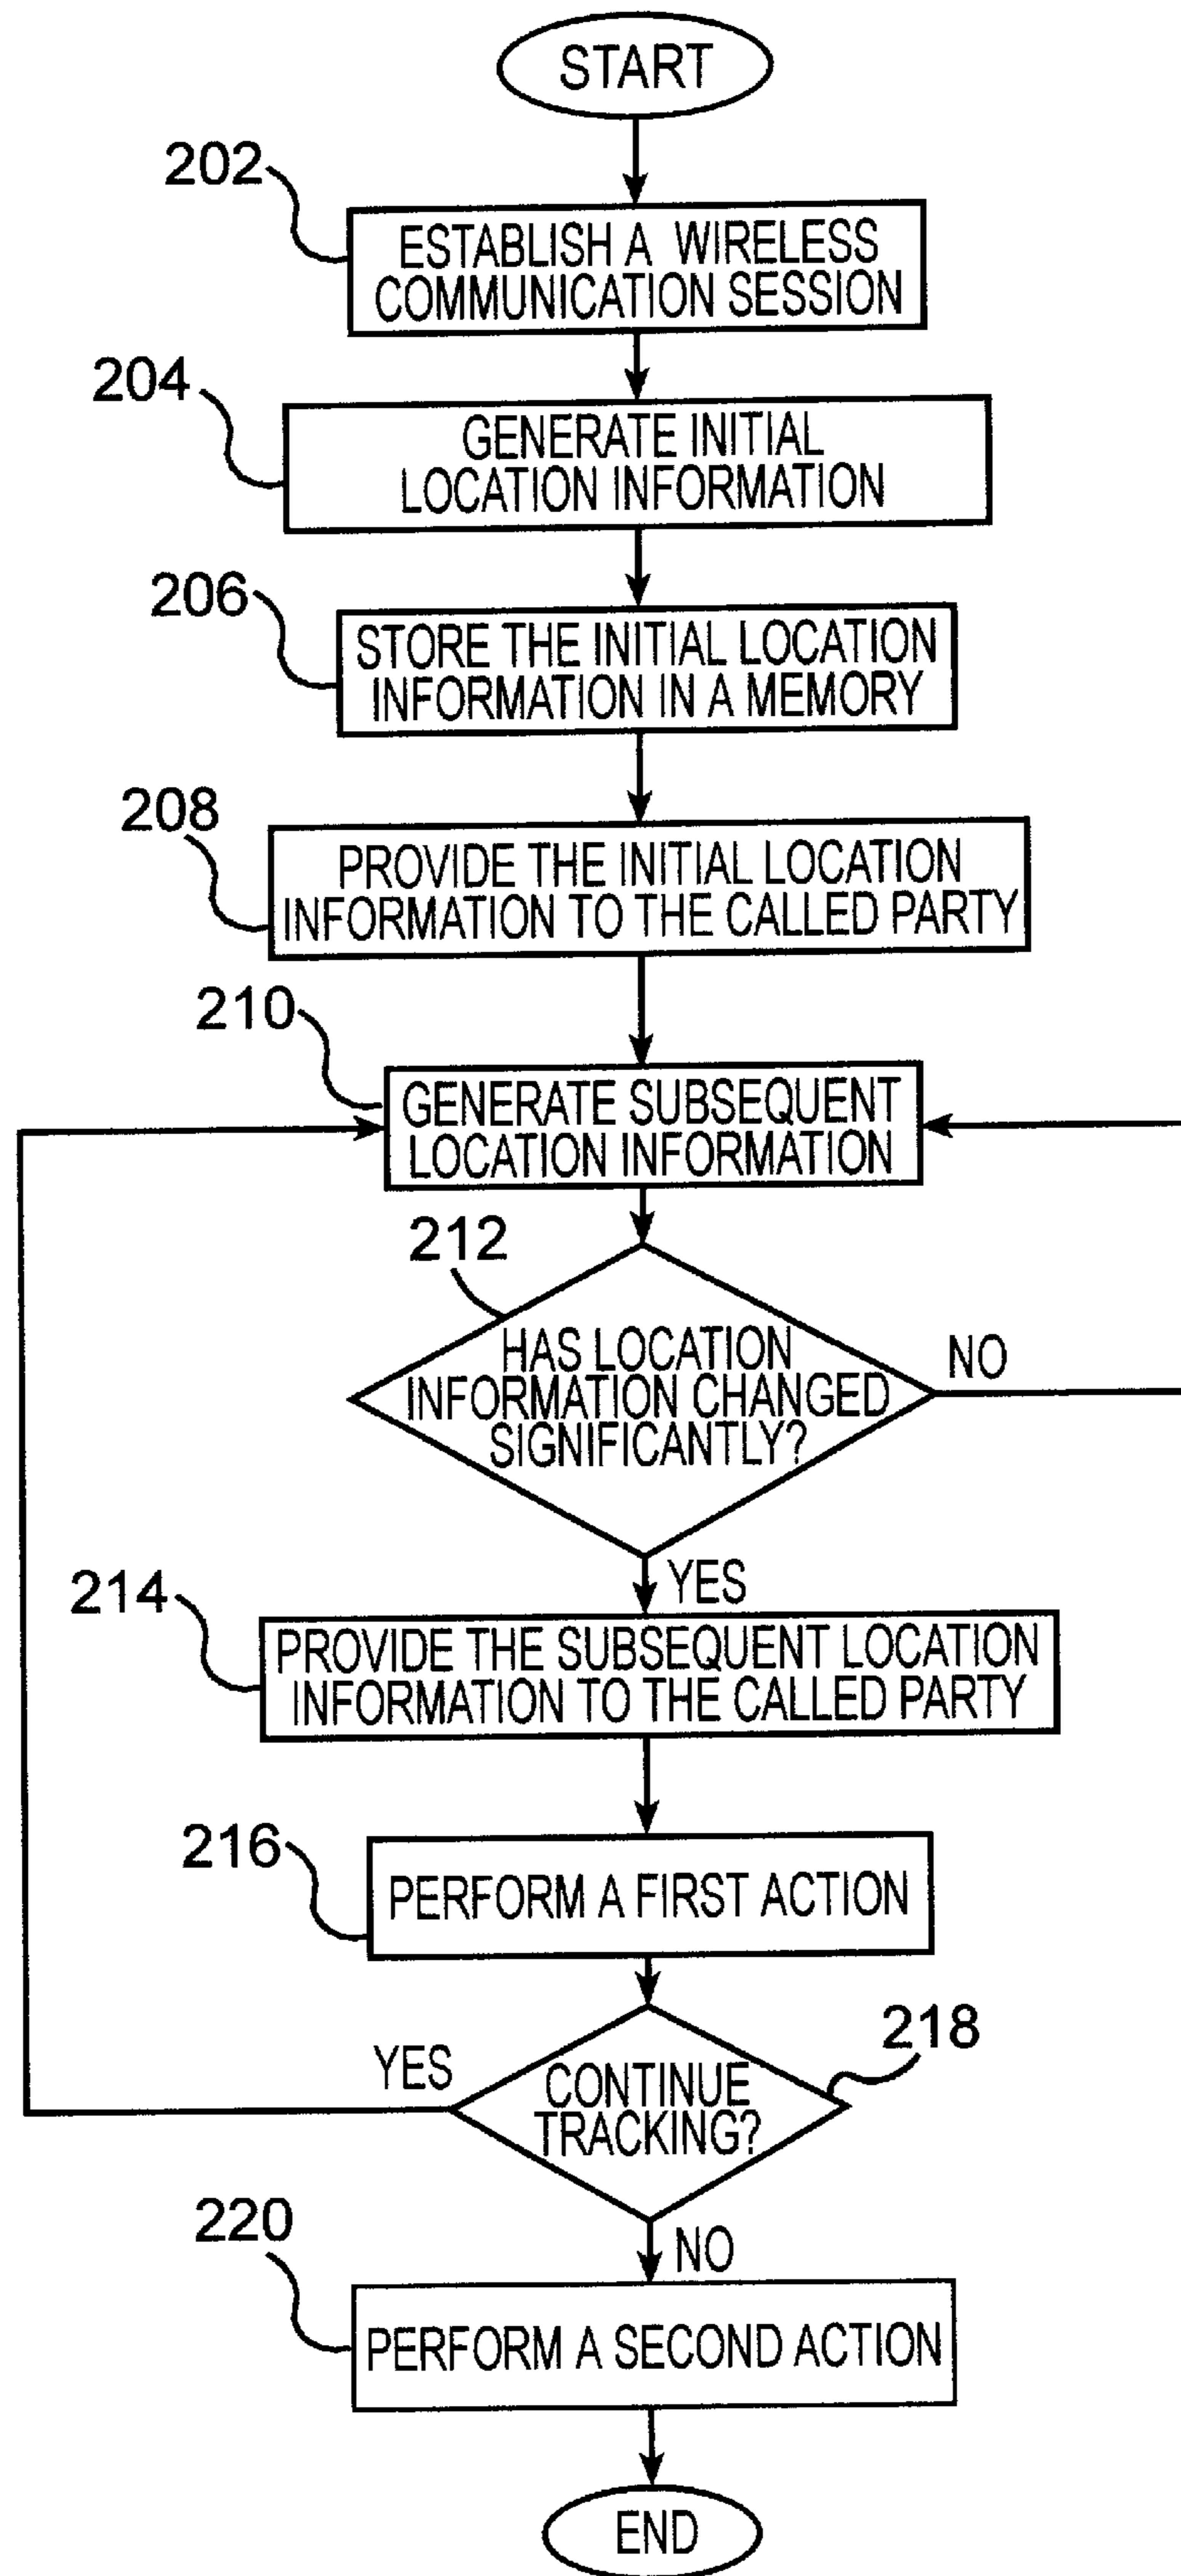 START
202
ESTABLISH A WIRELESS
COMMUNICATION SESSION
204
GENERATE INITIAL
LOCATION INFORMATION
206
STORE THE INITIAL LOCATION
INFORMATION IN A MEMORY
208
PROVIDE THE INITIAL LOCATION
INFORMATION TO THE CALLED PARTY
210
GENERATE SUBSEQUENT
LOCATION INFORMATION
212
HAS LOCATION
INFORMATION CHANGED
SIGNIFICANTLY?
NO
YES
214
PROVIDE THE SUBSEQUENT LOCATION
INFORMATION TO THE CALLED PARTY
216
PERFORM A FIRST ACTION
218
YES
CONTINUE
TRACKING?
220
NO
PERFORM A SECOND ACTION
END